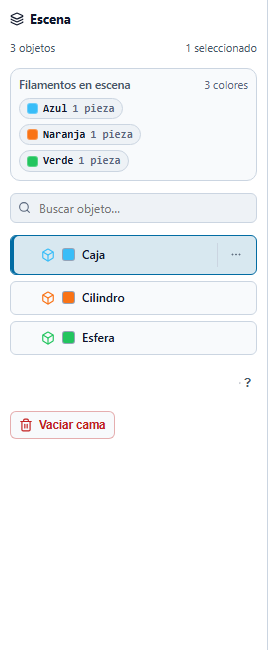 Escena
3 objetos 1 seleccionado
Filamentos en escena 3 colores
Azul 1 pieza
Naranja 1 pieza
Verde 1 pieza
Buscar objeto...
Caja ...
Cilindro
Esfera
· ?
Vaciar cama